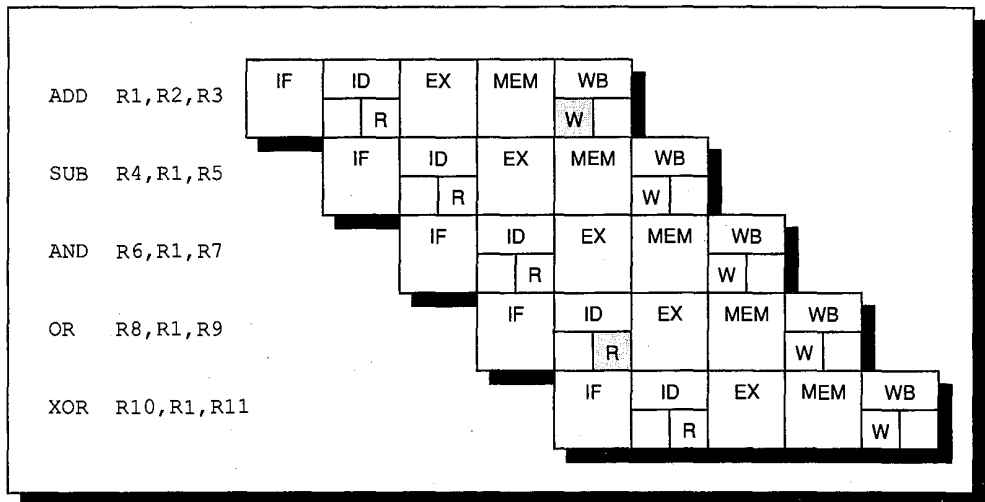 ADD R1,R2,R3 IF ID EX MEM WB
R W
SUB R4,R1,R5 IF ID EX MEM WB
R W
AND R6,R1,R7 IF ID EX MEM WB
R W
OR R8,R1,R9 IF ID EX MEM WB
R W
XOR R10,R1,R11 IF ID EX MEM WB
R W